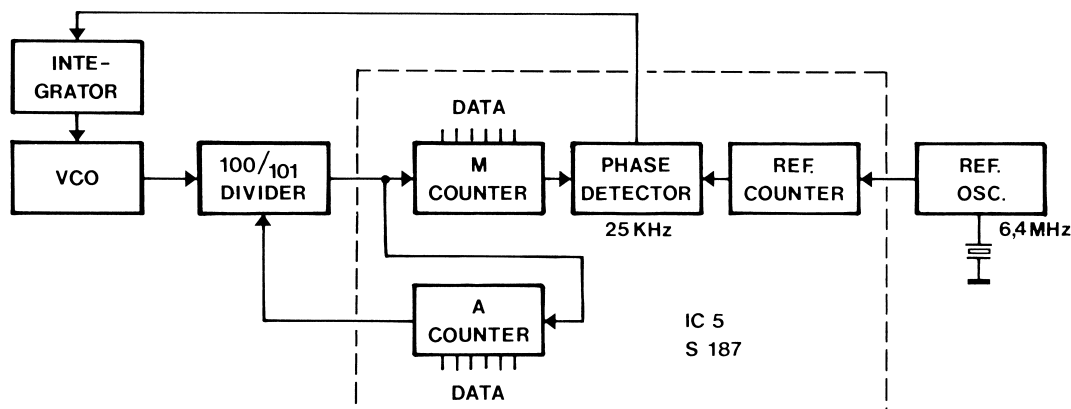 INTE-
GRATOR
VCO
100/101
DIVIDER
DATA
M
COUNTER
PHASE
DETECTOR
25 KHz
REF.
COUNTER
REF.
OSC.
6,4 MHz
A
COUNTER
DATA
IC 5
S 187